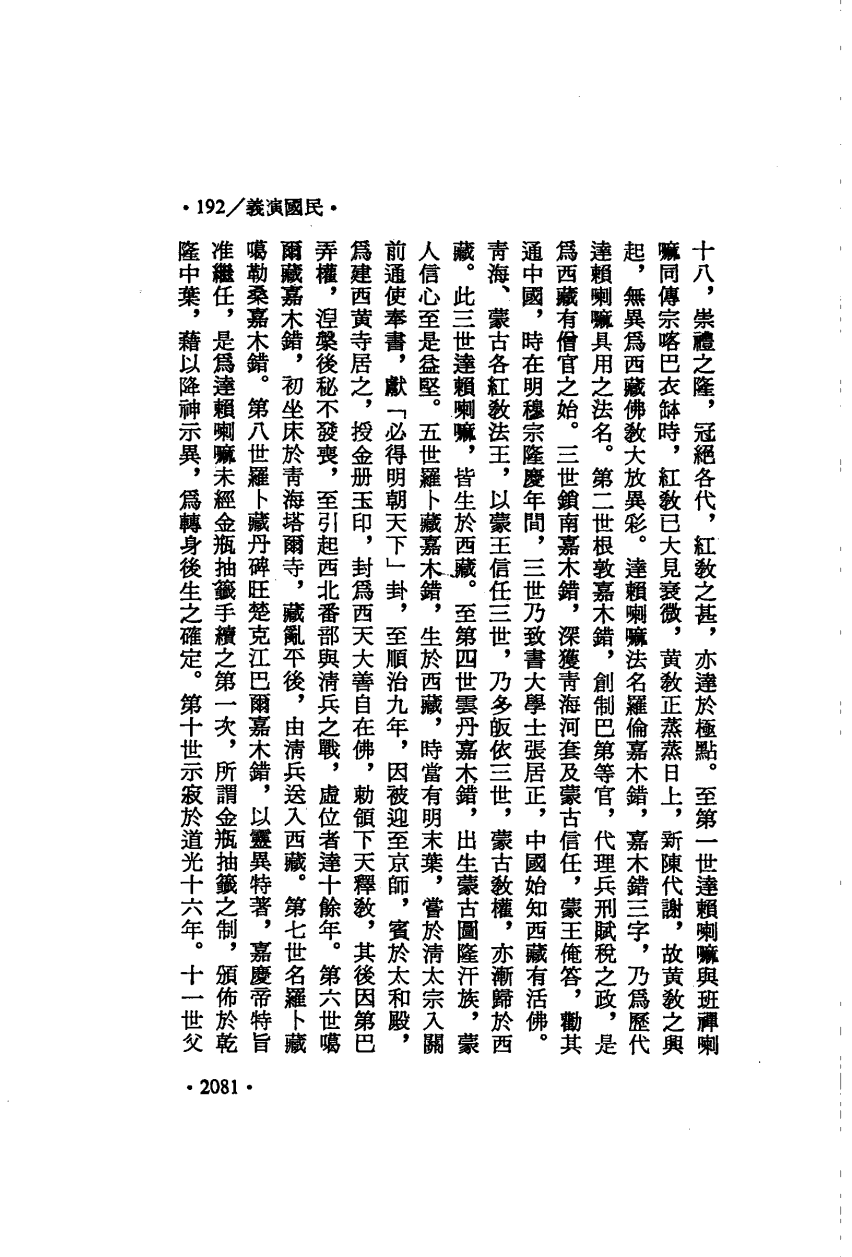 •192/義演國民•
十八，崇禮之隆，冠絕各代，紅敎之甚，亦達於極點。至第一世達賴喇嘛與班禪喇
嘛同傳宗喀巴衣缽時，紅敎已大見衰微，黄敎正蒸蒸日上，新陳代謝，故黄敎之興
起，無異爲西藏佛敎大放異彩。達賴喇嘛法名羅倫嘉木錯，嘉木錯三字，乃爲歷代
達賴喇嘛具用之法名。第二世根敦嘉木錯，創制巴第等官，代理兵刑賦稅之政，是
爲西藏有僧官之始。三世鎖南嘉木錯，深獲靑海河套及蒙古信任，蒙王俺答，勸其
通中國，時在明穆宗隆慶年間，三世乃致書大學士張居正，中國始知西藏有活佛。
靑海、蒙古各紅敎法王，以蒙王信任三世，乃多皈依三世，蒙古敎權，亦漸歸於西
藏。此三世達賴喇嘛，皆生於西藏。至第四世雲丹嘉木錯，出生蒙古圖隆汗族，蒙
人信心至是益堅。五世羅卜藏嘉木錯，生於西藏，時當有明末葉，嘗於淸太宗入關
前通使奉書，獻「必得明朝天下」卦，至順治九年，因被迎至京師，賓於太和殿，
爲建西黄寺居之，授金册玉印，封爲西天大善自在佛，勅領下天釋敎，其後因第巴
弄權，涅槃後秘不發喪，至引起西北番部與淸兵之戰，虛位者達十餘年。第六世噶
爾藏嘉木錯，初坐床於靑海塔爾寺，藏亂平後，由淸兵送入西藏。第七世名羅卜藏
噶勒桑嘉木錯。第八世羅卜藏丹碑旺楚克江巴爾嘉木錯，以靈異特著，嘉慶帝特旨
准繼任，是爲達賴喇嘛未經金瓶抽籤手續之第一次，所謂金瓶抽籤之制，頒佈於乾
隆中葉，藉以降神示異，爲轉身後生之確定。第十世示寂於道光十六年。十一世父
•2081•